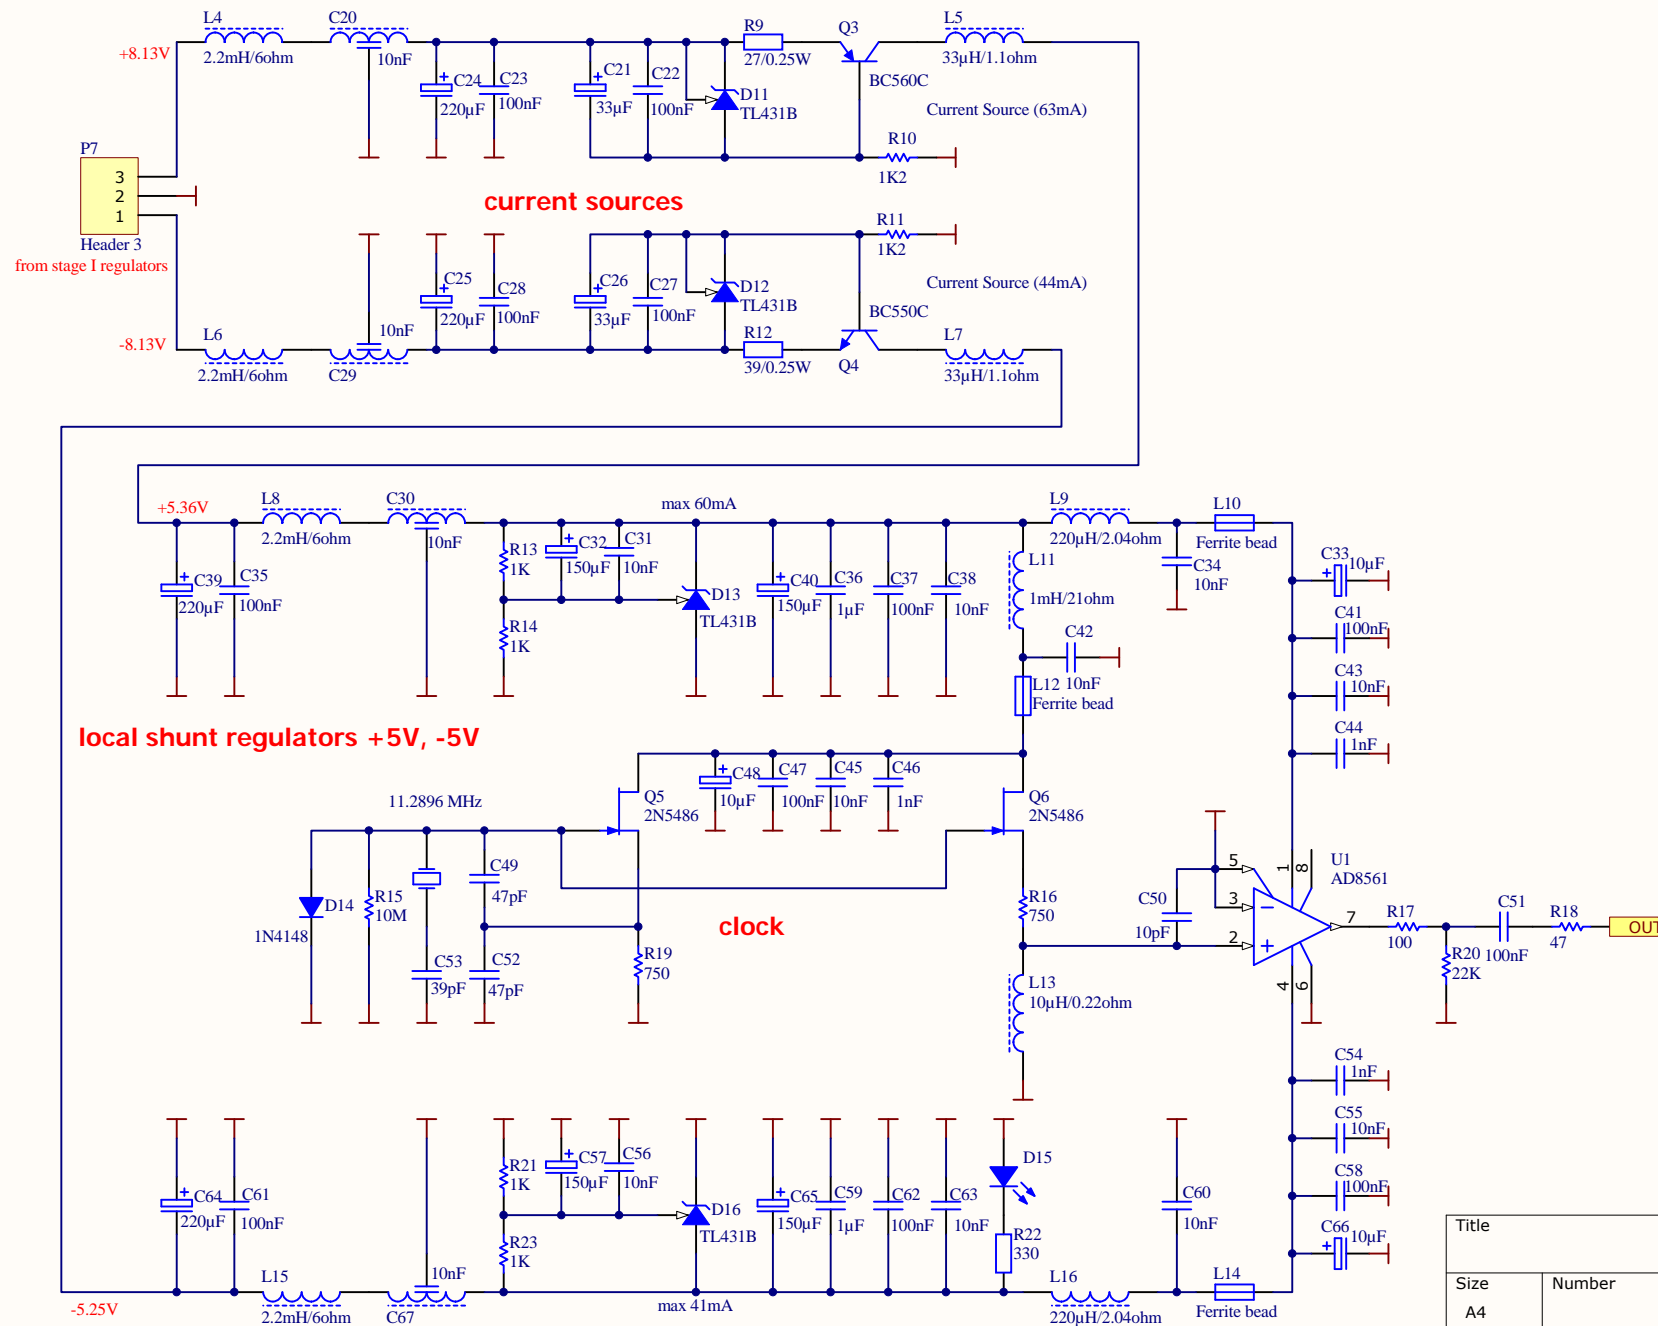 L4
2.2mH/6ohm
C20
10nF
+8.13V
C24
220µF
C23
100nF
C21
33µF
C22
100nF
D11
TL431B
R9
27/0.25W
Q3
BC560C
L5
33µH/1.1ohm
Current Source (63mA)
R10
1K2
P7
3
2
1
Header 3
from stage I regulators
current sources
R11
1K2
Current Source (44mA)
C25
220µF
C28
100nF
C26
33µF
C27
100nF
D12
TL431B
R12
39/0.25W
BC550C
Q4
L7
33µH/1.1ohm
-8.13V
L6
2.2mH/6ohm
10nF
C29
+5.36V
L8
2.2mH/6ohm
C30
10nF
max 60mA
C39
220µF
C35
100nF
R13
1K
R14
1K
C32
150µF
C31
10nF
D13
TL431B
C40
150µF
C36
1µF
C37
100nF
C38
10nF
L11
1mH/21ohm
L9
220µH/2.04ohm
L10
Ferrite bead
C34
10nF
C33
10µF
C41
100nF
C43
10nF
C44
1nF
C42
10nF
L12
Ferrite bead
local shunt regulators +5V, -5V
11.2896 MHz
Q5
2N5486
C48
10µF
C47
100nF
C45
10nF
C46
1nF
Q6
2N5486
D14
1N4148
R15
10M
C49
47pF
C53
39pF
C52
47pF
R19
750
clock
R16
750
L13
10µH/0.22ohm
C50
10pF
5
3
2
1
8
7
4
6
U1
AD8561
R17
100
R20
22K
C51
100nF
R18
47
OUT
C54
1nF
C55
10nF
C58
100nF
C66
10µF
C64
220µF
C61
100nF
R21
1K
R23
1K
C57
150µF
C56
10nF
D16
TL431B
C65
150µF
C59
1µF
C62
100nF
C63
10nF
D15
R22
330
C60
10nF
-5.25V
L15
2.2mH/6ohm
10nF
C67
max 41mA
L16
220µH/2.04ohm
L14
Ferrite bead
Title
Size
A4
Number